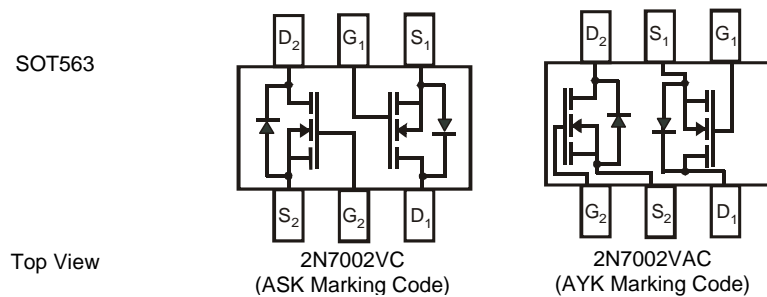 SOT563
D2 G1 S1
S2 G2 D1
D2 S1 G1
G2 S2 D1
Top View
2N7002VC
(ASK Marking Code)
2N7002VAC
(AYK Marking Code)